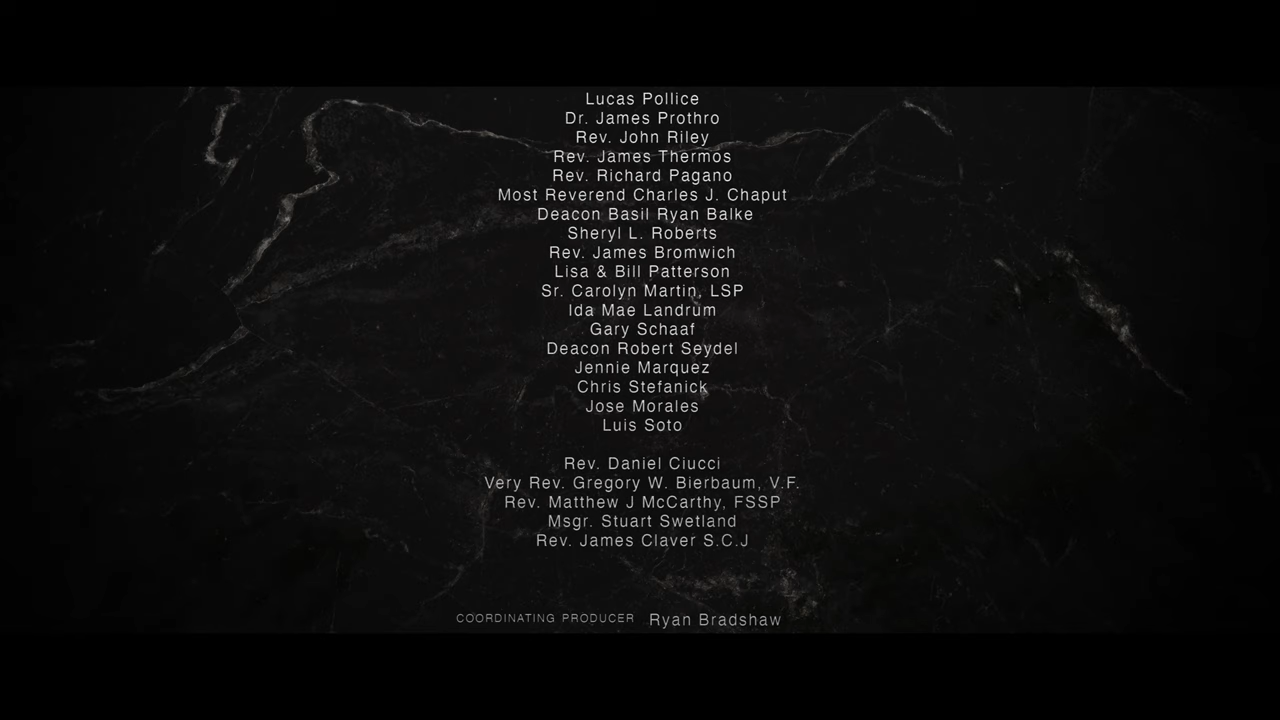 Lucas Pollice
Dr. James Prothro
Rev. John Riley
Rev. James Thermos
Rev. Richard Pagano
Most Reverend Charles J. Chaput
Deacon Basil Ryan Balke
Sheryl L. Roberts
Rev. James Bromwich
Lisa & Bill Patterson
Sr. Carolyn Martin, LSP
Ida Mae Landrum
Gary Schaaf
Deacon Robert Seydel
Jennie Marquez
Chris Stefanick
Jose Morales
Luis Soto
Rev. Daniel Ciucci
Very Rev. Gregory W. Bierbaum, V.F.
Rev. Matthew J McCarthy, FSSP
Msgr. Stuart Swetland
Rev. James Claver S.C.J
COORDINATING PRODUCER Ryan Bradshaw